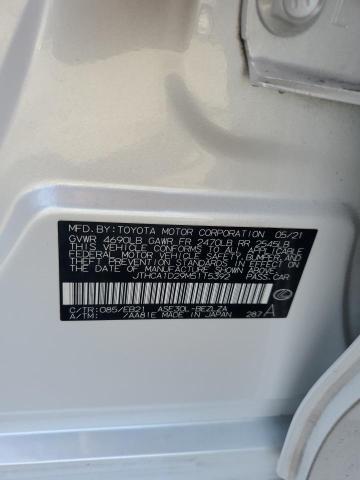 MFD. BY TOYOTA MOTOR CORPORATION 05/21
GVWR 4690LB GAWR FR 2470LB RR 2645LB
THIS VEHICLE CONFORMS TO ALL APPLICABLE
FEDERAL MOTOR VEHICLE SAFETY, BUMPER, AND
THEFT PREVENTION STANDARDS IN EFFECT ON
THE DATE OF MANUFACTURE SHOWN ABOVE.
JTHCA1D29M5115392 PASS.CAR
C/TR: 085/EB21 ASE30L-BEZLZA
A/TM: /AA81E MADE IN JAPAN 287 A